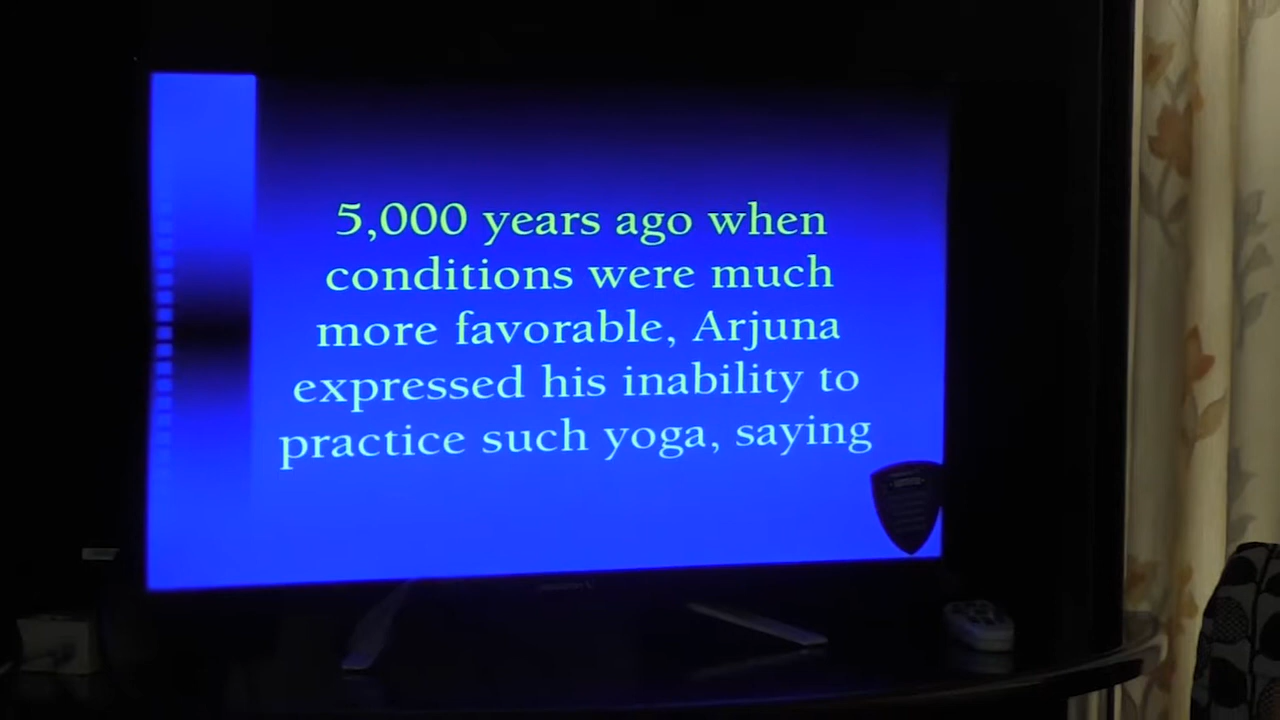 5,000 years ago when
conditions were much
more favorable, Arjuna
expressed his inability to
practice such yoga, saying